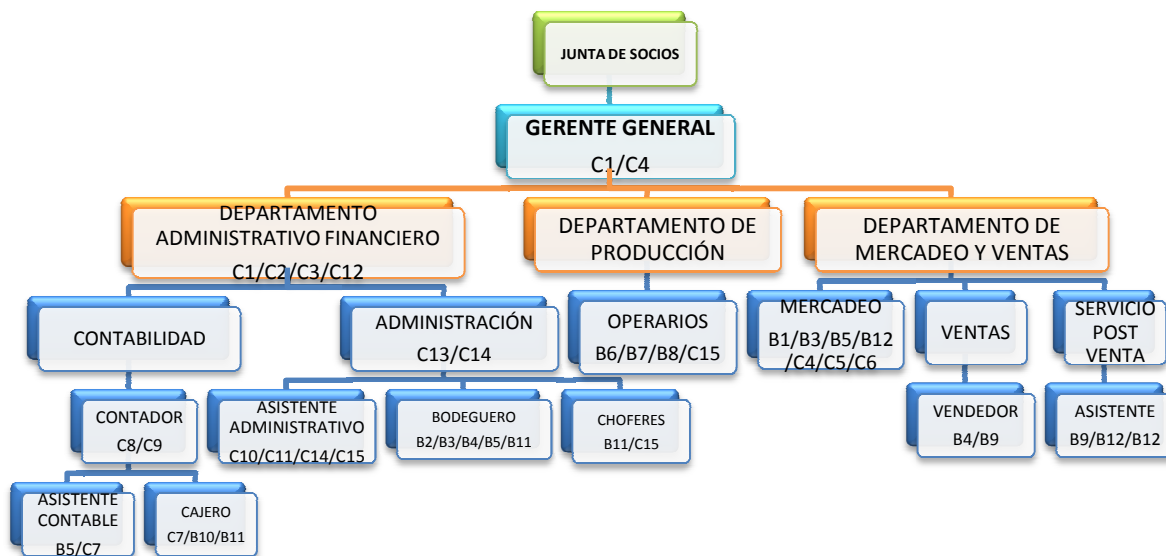 JUNTA DE SOCIOS
GERENTE GENERAL
C1/C4
DEPARTAMENTO
ADMINISTRATIVO FINANCIERO
C1/C2/C3/C12
DEPARTAMENTO DE
PRODUCCIÓN
DEPARTAMENTO DE
MERCADEO Y VENTAS
CONTABILIDAD
ADMINISTRACIÓN
C13/C14
OPERARIOS
B6/B7/B8/C15
MERCADEO
B1/B3/B5/B12
/C4/C5/C6
VENTAS
SERVICIO
POST
VENTA
CONTADOR
C8/C9
ASISTENTE
ADMINISTRATIVO
C10/C11/C14/C15
BODEGUERO
B2/B3/B4/B5/B11
CHOFERES
B11/C15
VENDEDOR
B4/B9
ASISTENTE
B9/B12/B12
ASISTENTE
CONTABLE
B5/C7
CAJERO
C7/B10/B11